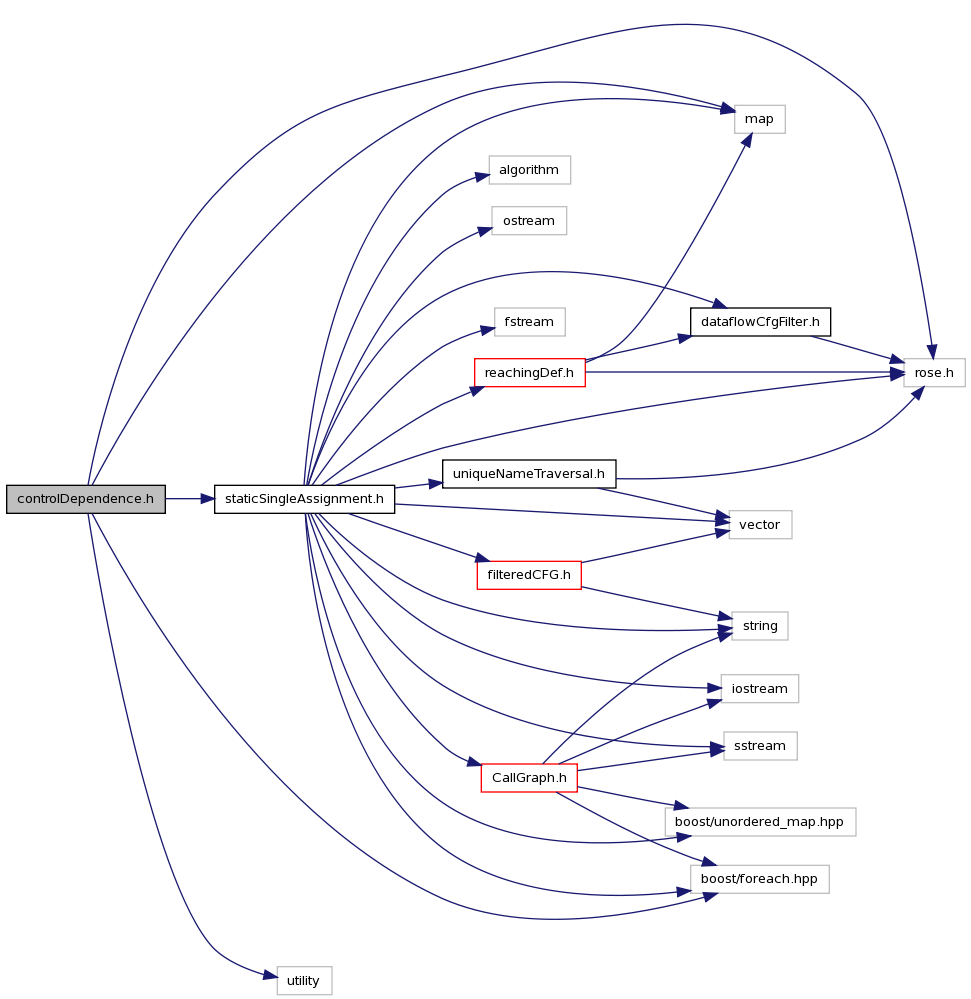 map
algorithm
ostream
fstream
dataflowCfgFilter.h
reachingDef.h
rose.h
uniqueNameTraversal.h
controlDependence.h
staticSingleAssignment.h
vector
filteredCFG.h
string
iostream
sstream
CallGraph.h
boost/unordered_map.hpp
boost/foreach.hpp
utility